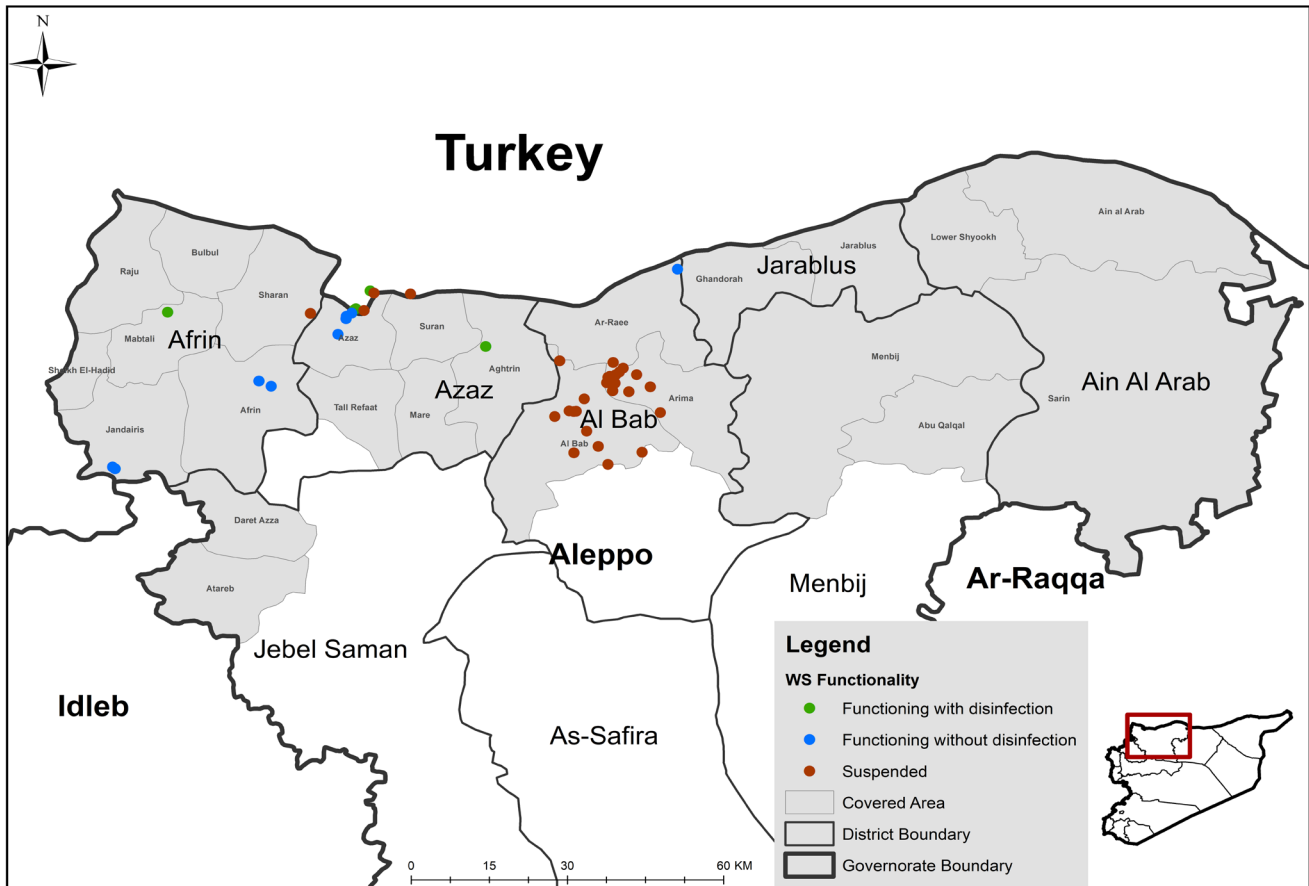 N
Turkey
Ain al Arab
Lower Shyookh
Jarablus
Bulbul
Jarablus
Raju
Ghandorah
Sharan
Ar-Raee
Suran
Azaz
Mabtali
Afrin
Menbij
Aghtrin
Sheikh El-Hadid
Ain Al Arab
Azaz
Sarin
Arima
Afrin
Tall Refaat
Mare
Al Bab
Abu Qalqal
Jandairis
Al Bab
Daret Azza
Aleppo
Ar-Raqqa
Menbij
Atareb
Jebel Saman
Legend
WS Functionality
Idleb
Functioning with disinfection
As-Safira
Functioning without disinfection
Suspended
Covered Area
District Boundary
0 15 30 60 KM
Governorate Boundary